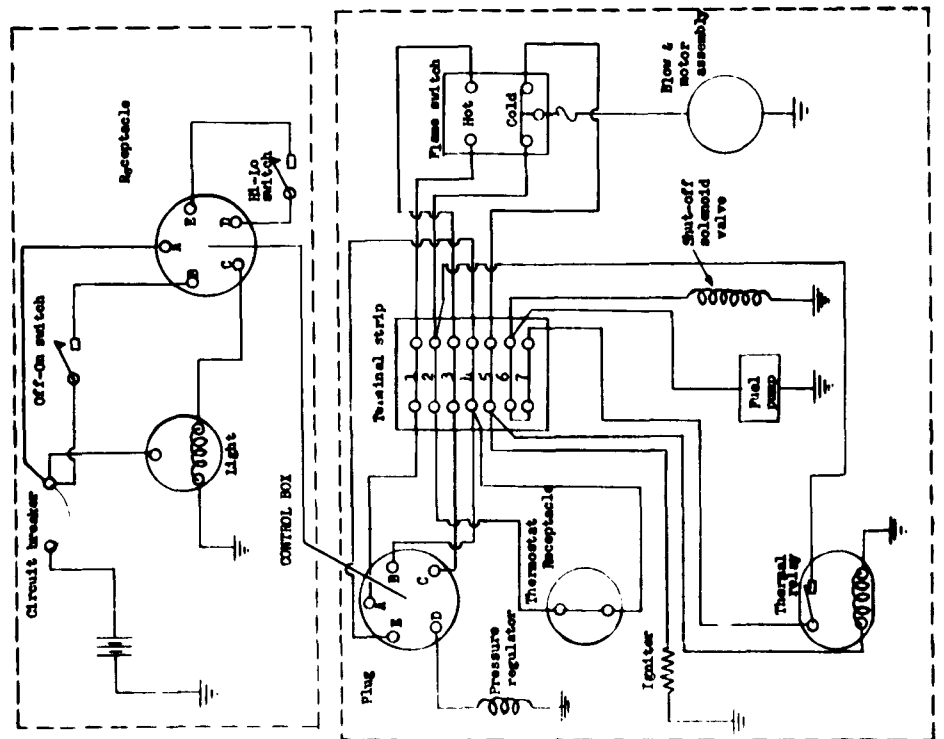 Circuit breaker
Off-On switch
Receptacle
A
B
C
D
E
Hi-Lo
switch
Light
CONTROL BOX
Plug
A
B
C
D
E
Pressure
regulator
Terminal strip
1
2
3
4
5
6
7
Thermostat
Receptacle
Igniter
Flame switch
Hot
Cold
Blow &
motor
assembly
Shut-off
solenoid
valve
Fuel
pump
Thermal
relay